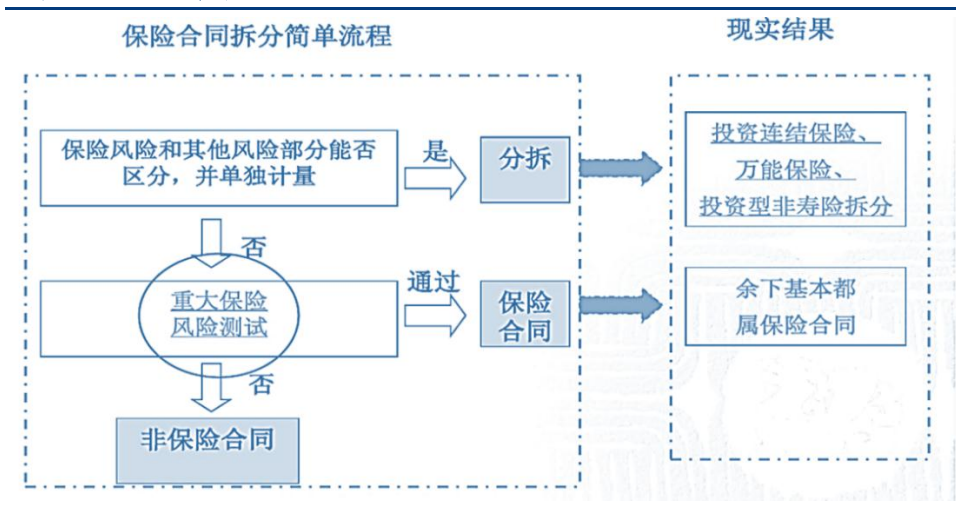 保险合同拆分简单流程
现实结果
保险风险和其他风险部分能否
区分，并单独计量
是
分拆
投资连结保险、
万能保险、
投资型非寿险拆分
否
重大保险
风险测试
通过
保险
合同
余下基本都
属保险合同
否
非保险合同